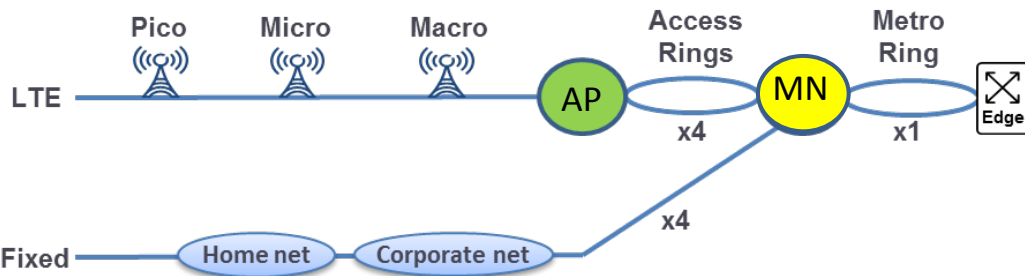 Pico
Micro
Macro
Access
Rings
Metro
Ring
LTE
AP
MN
Edge
x4
x1
x4
Fixed
Home net
Corporate net